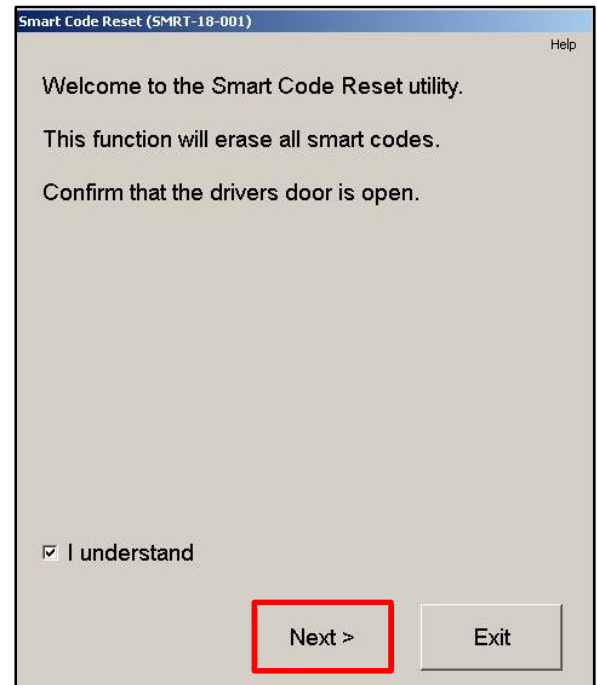 Smart Code Reset (SMRT-18-001)
Help
Welcome to the Smart Code Reset utility.
This function will erase all smart codes.
Confirm that the drivers door is open.
I understand
Next >
Exit